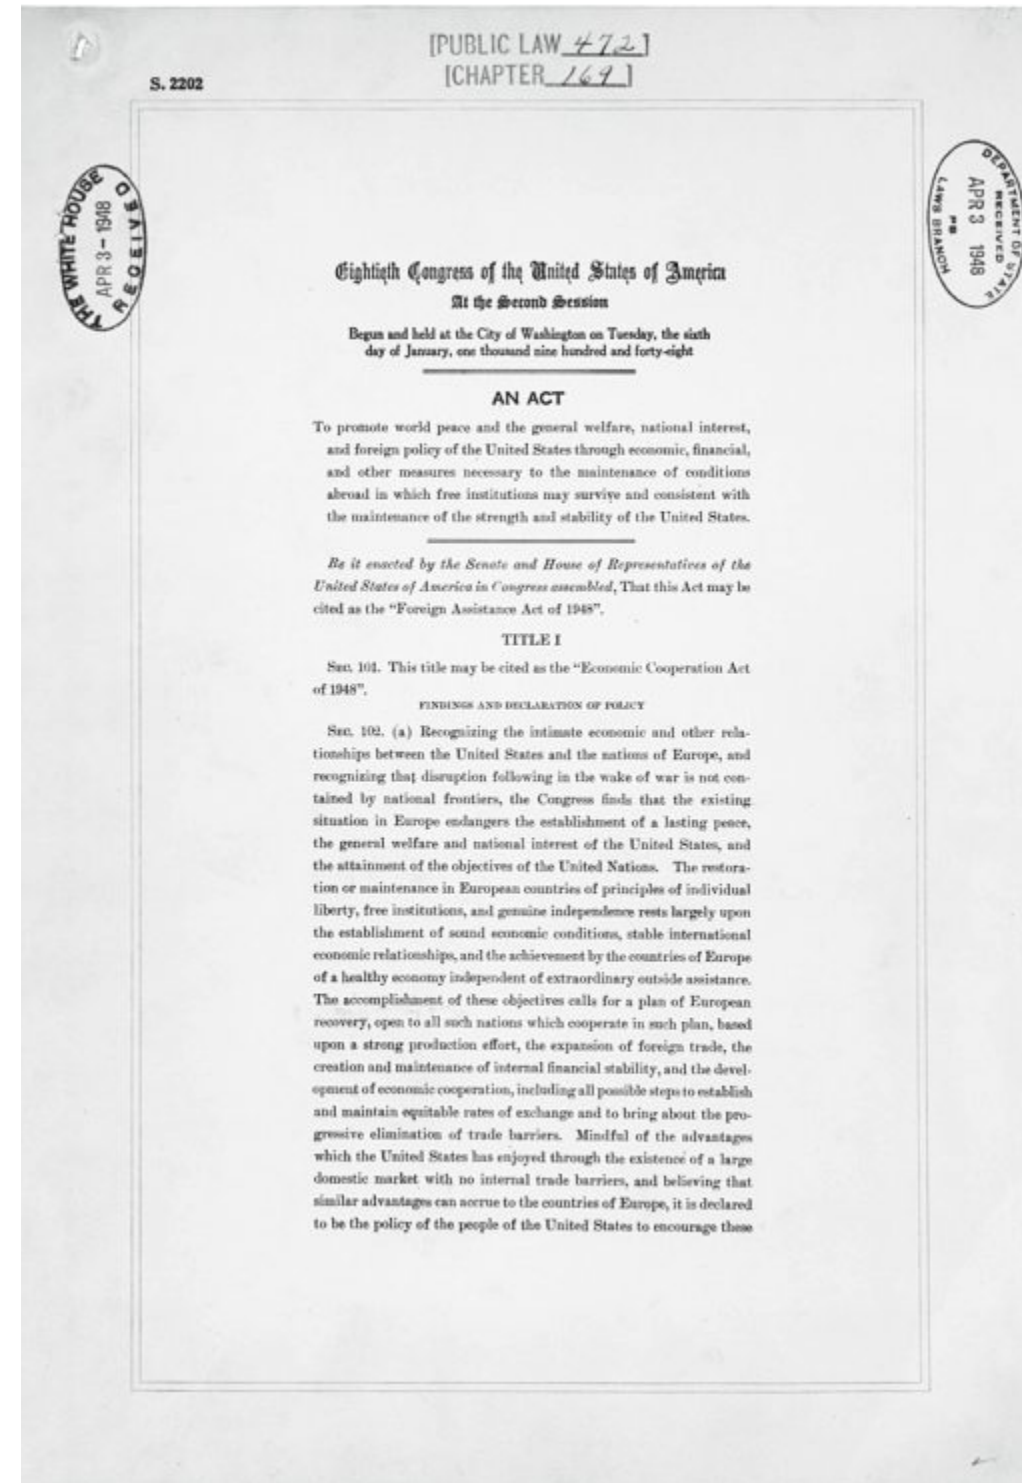 [PUBLIC LAW 472]
[CHAPTER 169]
S. 2202
THE WHITE HOUSE
APR 3 - 1948
RECEIVED
DEPARTMENT OF STATE
RECEIVED
APR 3 1948
PB
LAWS BRANCH
Eightieth Congress of the United States of America
At the Second Session
Begun and held at the City of Washington on Tuesday, the sixth
day of January, one thousand nine hundred and forty-eight
AN ACT
To promote world peace and the general welfare, national interest,
and foreign policy of the United States through economic, financial,
and other measures necessary to the maintenance of conditions
abroad in which free institutions may survive and consistent with
the maintenance of the strength and stability of the United States.
Be it enacted by the Senate and House of Representatives of the
United States of America in Congress assembled, That this Act may be
cited as the “Foreign Assistance Act of 1948”.
TITLE I
SEC. 101. This title may be cited as the “Economic Cooperation Act
of 1948”.
FINDINGS AND DECLARATION OF POLICY
SEC. 102. (a) Recognizing the intimate economic and other rela-
tionships between the United States and the nations of Europe, and
recognizing that disruption following in the wake of war is not con-
tained by national frontiers, the Congress finds that the existing
situation in Europe endangers the establishment of a lasting peace,
the general welfare and national interest of the United States, and
the attainment of the objectives of the United Nations. The restora-
tion or maintenance in European countries of principles of individual
liberty, free institutions, and genuine independence rests largely upon
the establishment of sound economic conditions, stable international
economic relationships, and the achievement by the countries of Europe
of a healthy economy independent of extraordinary outside assistance.
The accomplishment of these objectives calls for a plan of European
recovery, open to all such nations which cooperate in such plan, based
upon a strong production effort, the expansion of foreign trade, the
creation and maintenance of internal financial stability, and the devel-
opment of economic cooperation, including all possible steps to establish
and maintain equitable rates of exchange and to bring about the pro-
gressive elimination of trade barriers. Mindful of the advantages
which the United States has enjoyed through the existence of a large
domestic market with no internal trade barriers, and believing that
similar advantages can accrue to the countries of Europe, it is declared
to be the policy of the people of the United States to encourage these